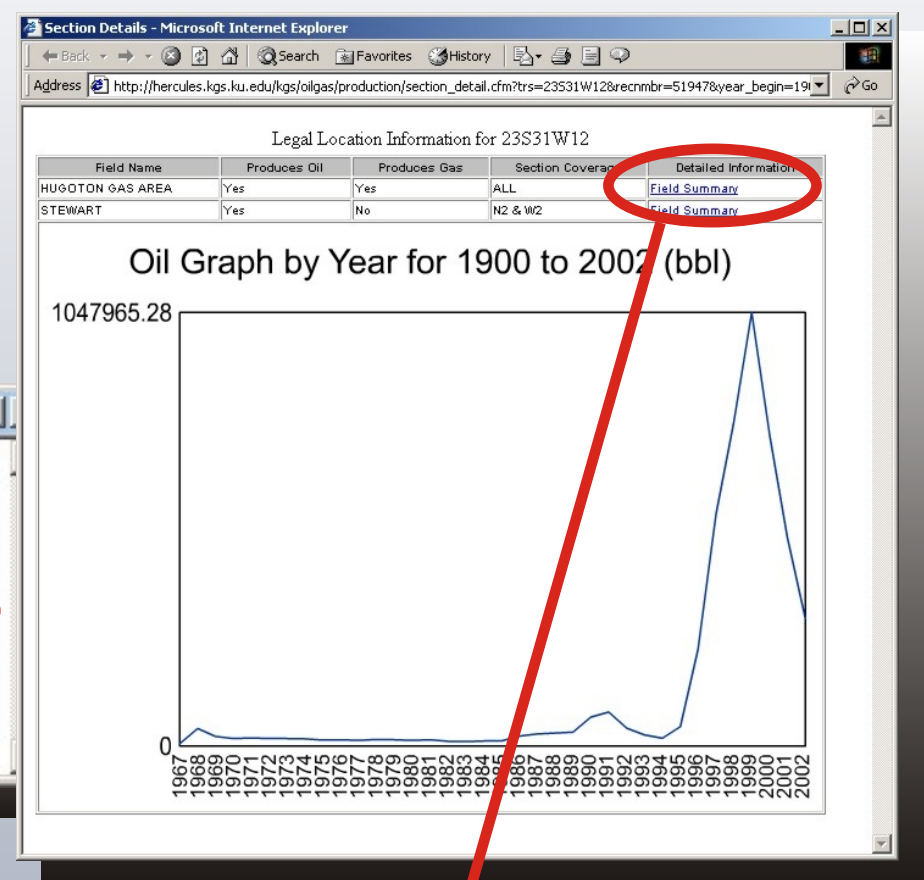 Section Details - Microsoft Internet Explorer
Back Search Favorites History
Address http://hercules.kgs.ku.edu/kgs/oilgas/production/section_detail.cfm?trs=23S31W12&recnmbr=51947&year_begin=19 Go
Legal Location Information for 23S31W12
Field Name Produces Oil Produces Gas Section Coverag Detailed Information
HUGOTON GAS AREA Yes Yes ALL Field Summary
STEWART Yes No N2 & W2 Field Summary
Oil Graph by Year for 1900 to 2002 (bbl)
1047965.28
0
1967 1968 1969 1970 1971 1972 1973 1974 1975 1976 1977 1978 1979 1980 1981 1982 1983 1984 1985 1986 1987 1988 1989 1990 1991 1992 1993 1994 1995 1996 1997 1998 1999 2000 2001 2002